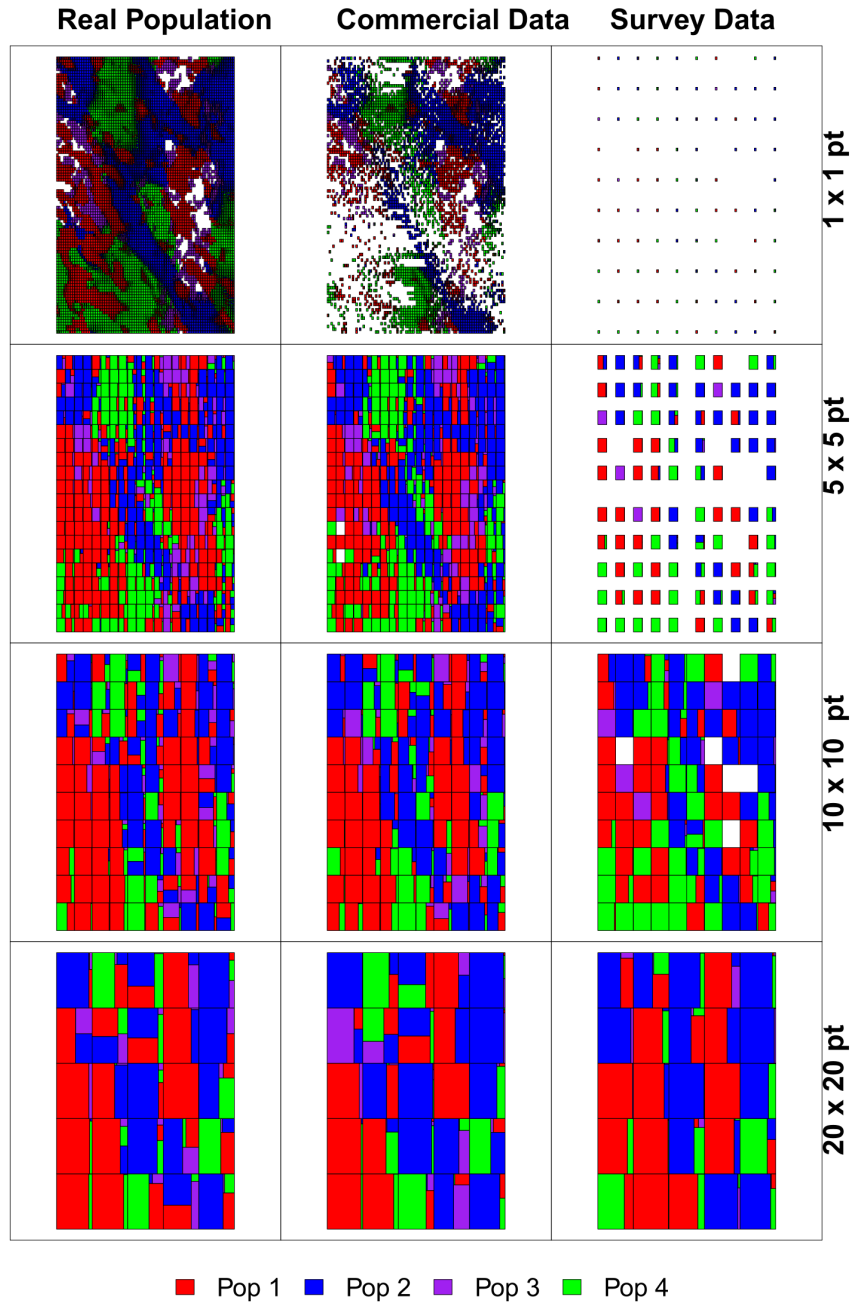 Real Population Commercial Data Survey Data
1 x 1 pt
5 x 5 pt
10 x 10 pt
20 x 20 pt
Pop 1 Pop 2 Pop 3 Pop 4